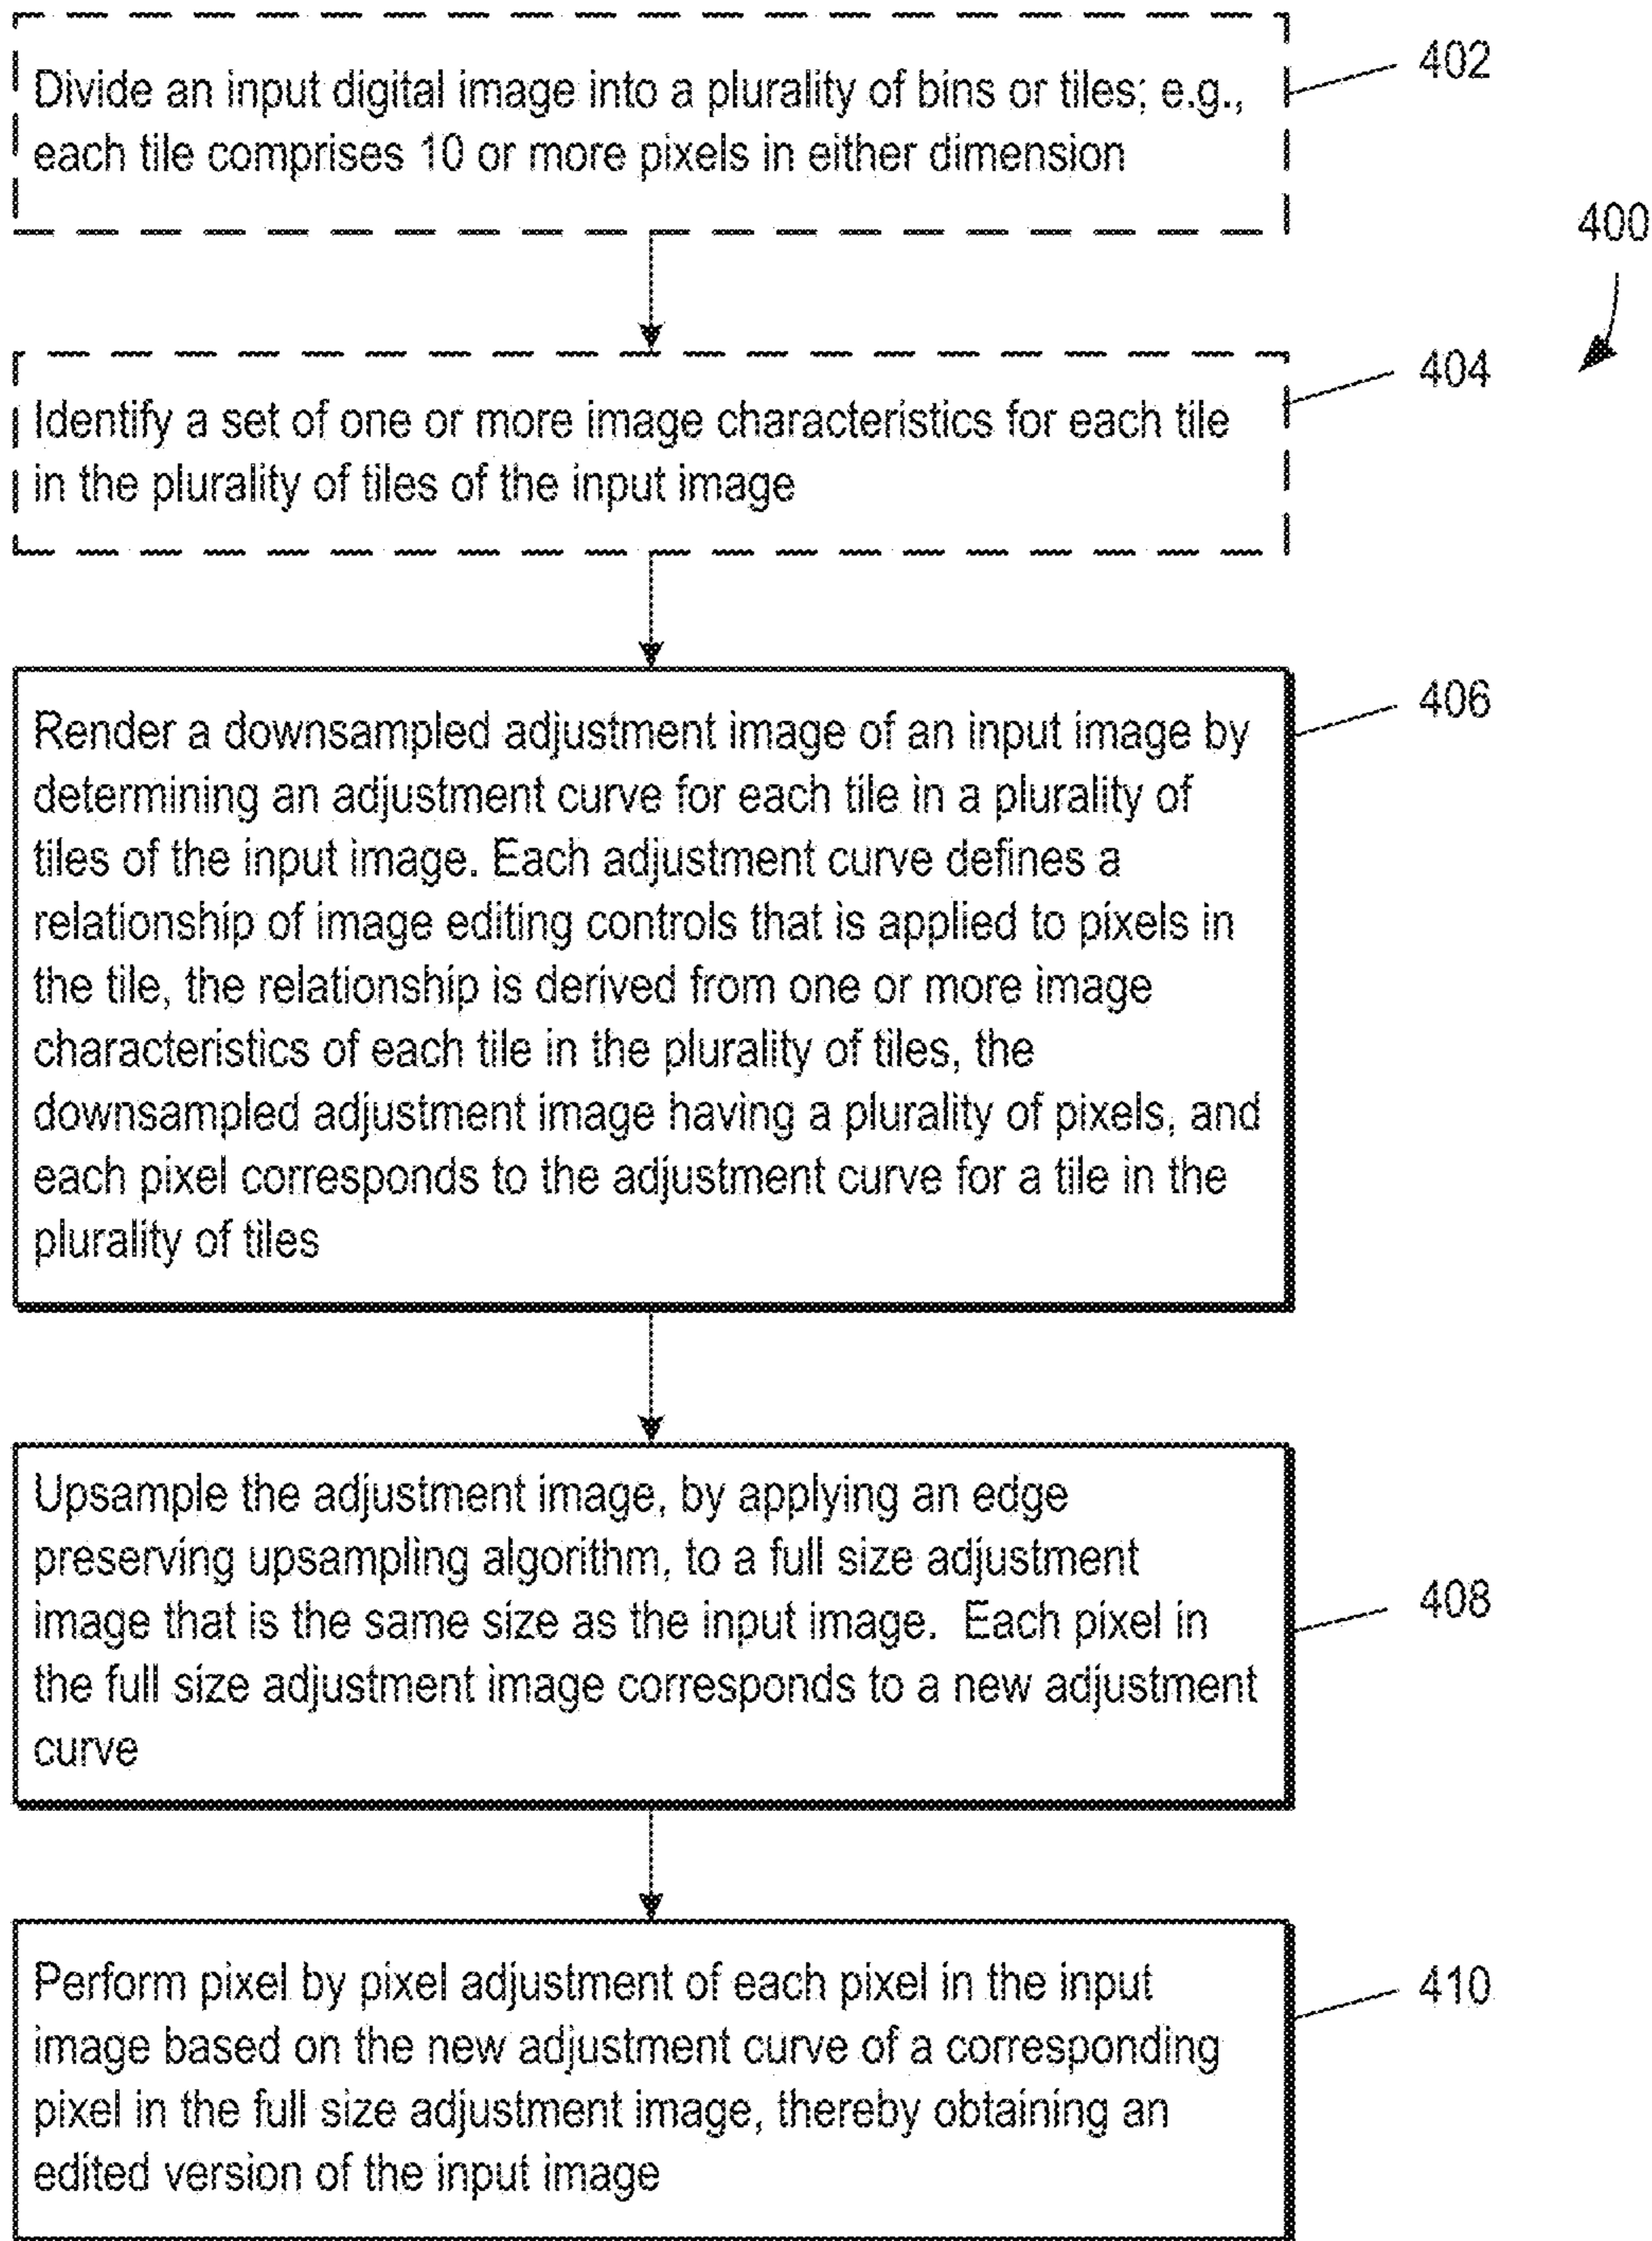 Divide an input digital image into a plurality of bins or tiles; e.g.,
each tile comprises 10 or more pixels in either dimension
402
400
Identify a set of one or more image characteristics for each tile
in the plurality of tiles of the input image
404
Render a downsampled adjustment image of an input image by
determining an adjustment curve for each tile in a plurality of
tiles of the input image. Each adjustment curve defines a
relationship of image editing controls that is applied to pixels in
the tile, the relationship is derived from one or more image
characteristics of each tile in the plurality of tiles, the
downsampled adjustment image having a plurality of pixels, and
each pixel corresponds to the adjustment curve for a tile in the
plurality of tiles
406
Upsample the adjustment image, by applying an edge
preserving upsampling algorithm, to a full size adjustment
image that is the same size as the input image. Each pixel in
the full size adjustment image corresponds to a new adjustment
curve
408
Perform pixel by pixel adjustment of each pixel in the input
image based on the new adjustment curve of a corresponding
pixel in the full size adjustment image, thereby obtaining an
edited version of the input image
410